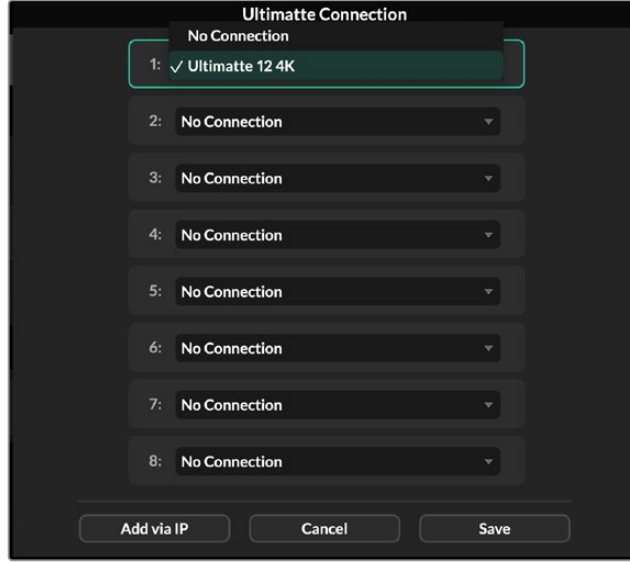 Ultimatte Connection
No Connection
1: ✓ Ultimatte 12 4K
2: No Connection
3: No Connection
4: No Connection
5: No Connection
6: No Connection
7: No Connection
8: No Connection
Add via IP Cancel Save